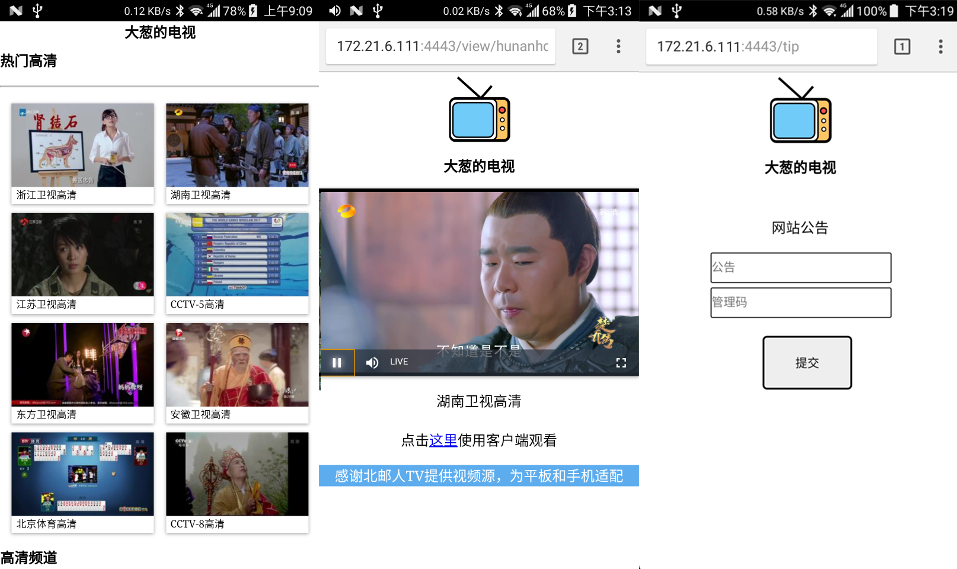 0.12 KB/s 78% 上午9:09
大葱的电视
热门高清
肾结石
浙江卫视高清
湖南卫视高清
江苏卫视高清
CCTV-5高清
东方卫视高清
安徽卫视高清
北京体育高清
CCTV-8高清
高清频道
0.02 KB/s 68% 下午3:13
172.21.6.111:4443/view/hunanhd
2
大葱的电视
不知道是不是
LIVE
湖南卫视高清
点击这里使用客户端观看
感谢北邮人TV提供视频源，为平板和手机适配
0.58 KB/s 100% 下午3:19
172.21.6.111:4443/tip
1
大葱的电视
网站公告
公告
管理码
提交